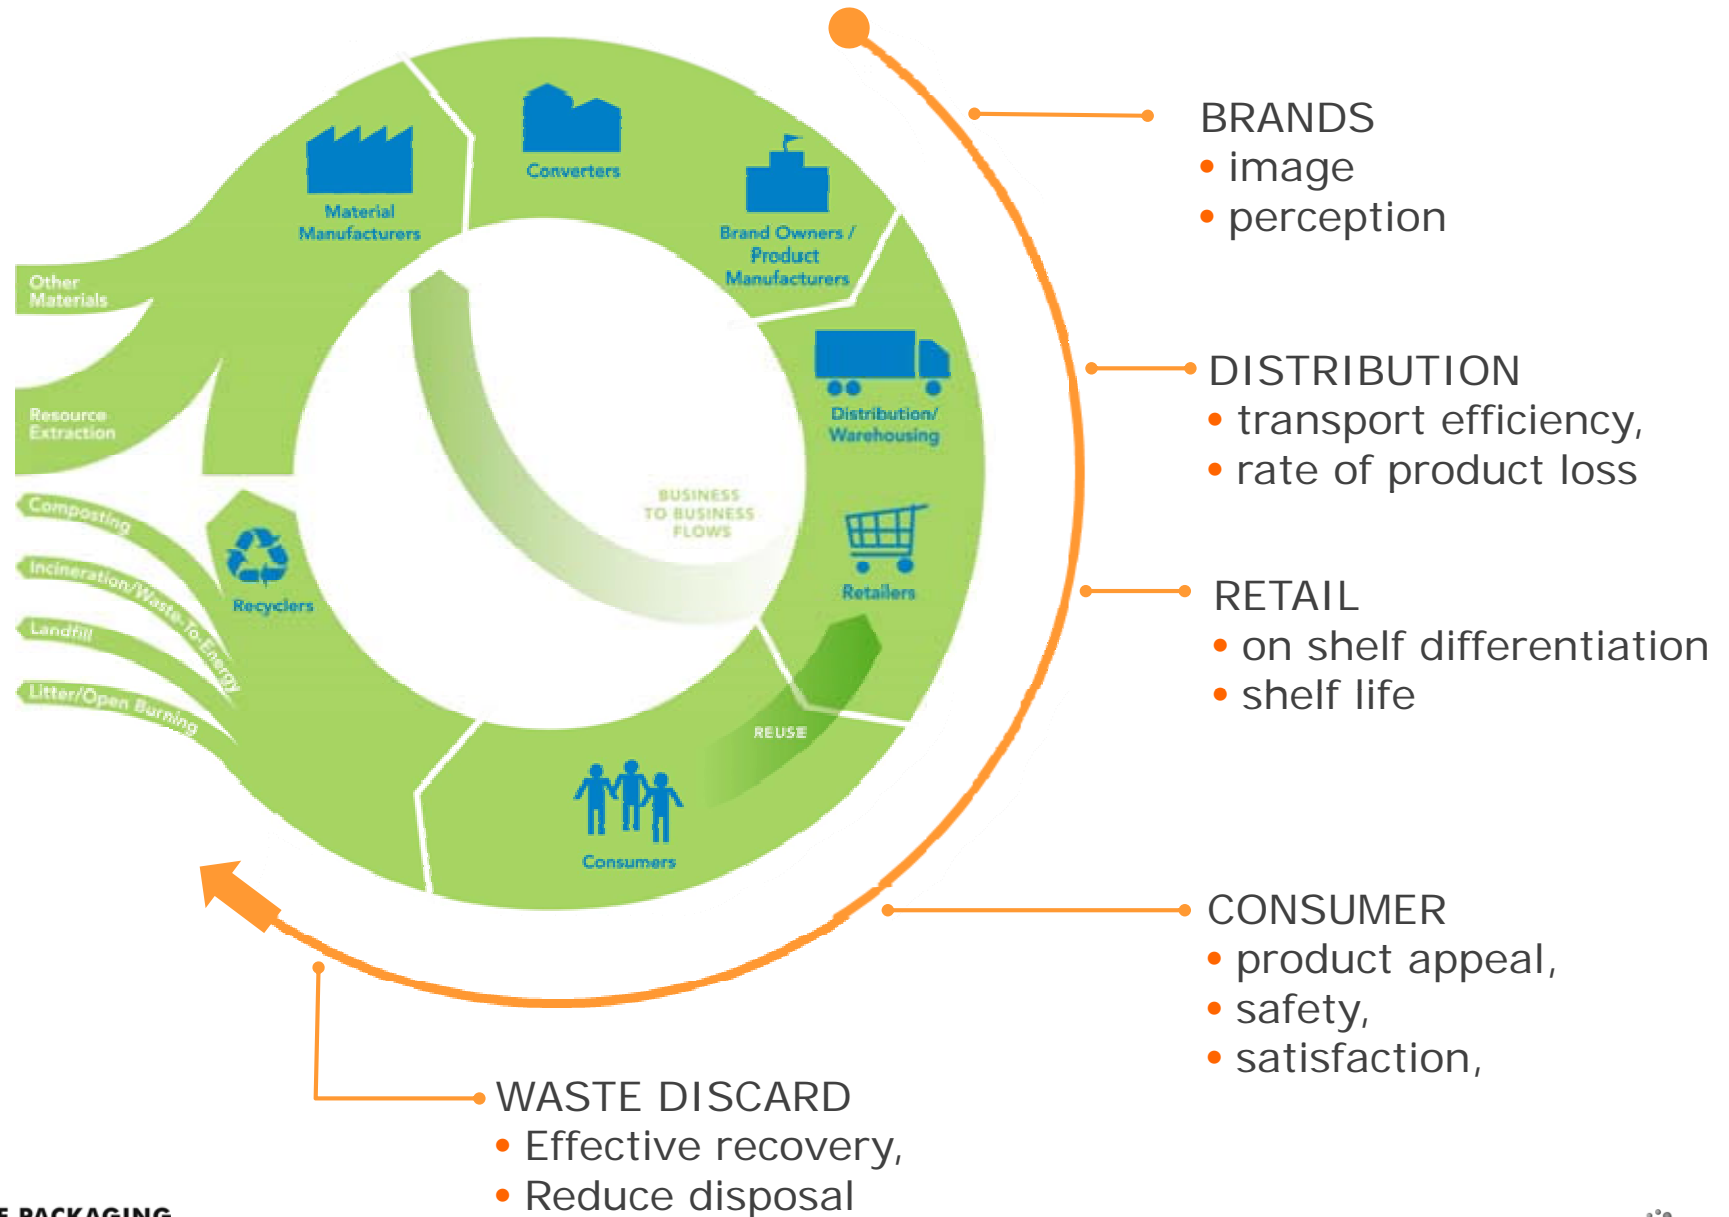 Converters
Material
Manufacturers
Brand Owners /
Product
Manufacturers
Other
Materials
Resource
Extraction
Distribution/
Warehousing
BUSINESS
TO BUSINESS
FLOWS
Retailers
Composting
Incineration/Waste-To-Energy
Landfill
Litter/Open Burning
Recyclers
REUSE
Consumers
BRANDS
• image
• perception
DISTRIBUTION
• transport efficiency,
• rate of product loss
RETAIL
• on shelf differentiation
• shelf life
CONSUMER
• product appeal,
• safety,
• satisfaction,
WASTE DISCARD
• Effective recovery,
• Reduce disposal
PACKAGING